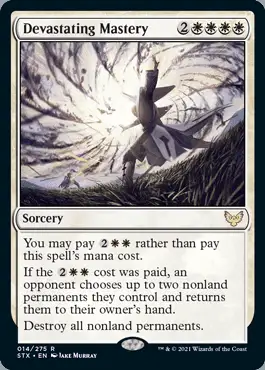 Devastating Mastery 2WWWW
Sorcery
You may pay 2WW rather than pay
this spell's mana cost.
If the 2WW cost was paid, an
opponent chooses up to two nonland
permanents they control and returns
them to their owner's hand.
Destroy all nonland permanents.
014/275 R
STX • EN Jake Murray
™ & © 2021 Wizards of the Coast